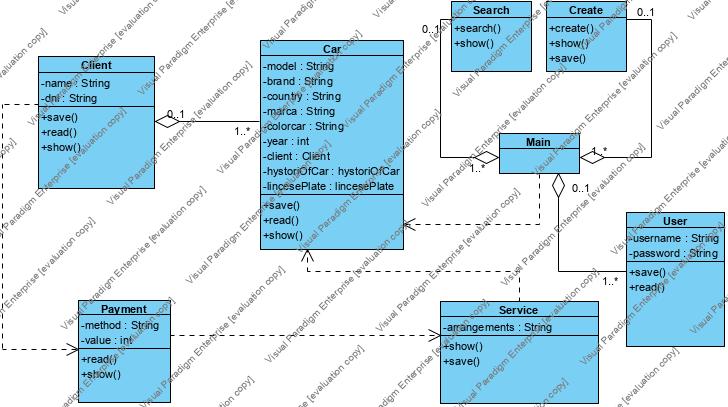 Client
-name : String
-dni : String
+save()
+read()
+show()
0..1
1..*
Car
-model : String
-brand : String
-country : String
-marca : String
-colorcar : String
-year : int
-client : Client
-hystoriOfCar : hystoriOfCar
-lincesePlate : lincesePlate
+save()
+read()
+show()
0..1
Search
+search()
+show()
Create
+create()
+show()
+save()
0..1
Main
1..*
1..*
0..1
1..*
User
-username : String
-password : String
+save()
+read()
Payment
-method : String
-value : int
+read()
+show()
Service
-arrangements : String
+show()
+save()
Visual Paradigm Enterprise [evaluation copy]